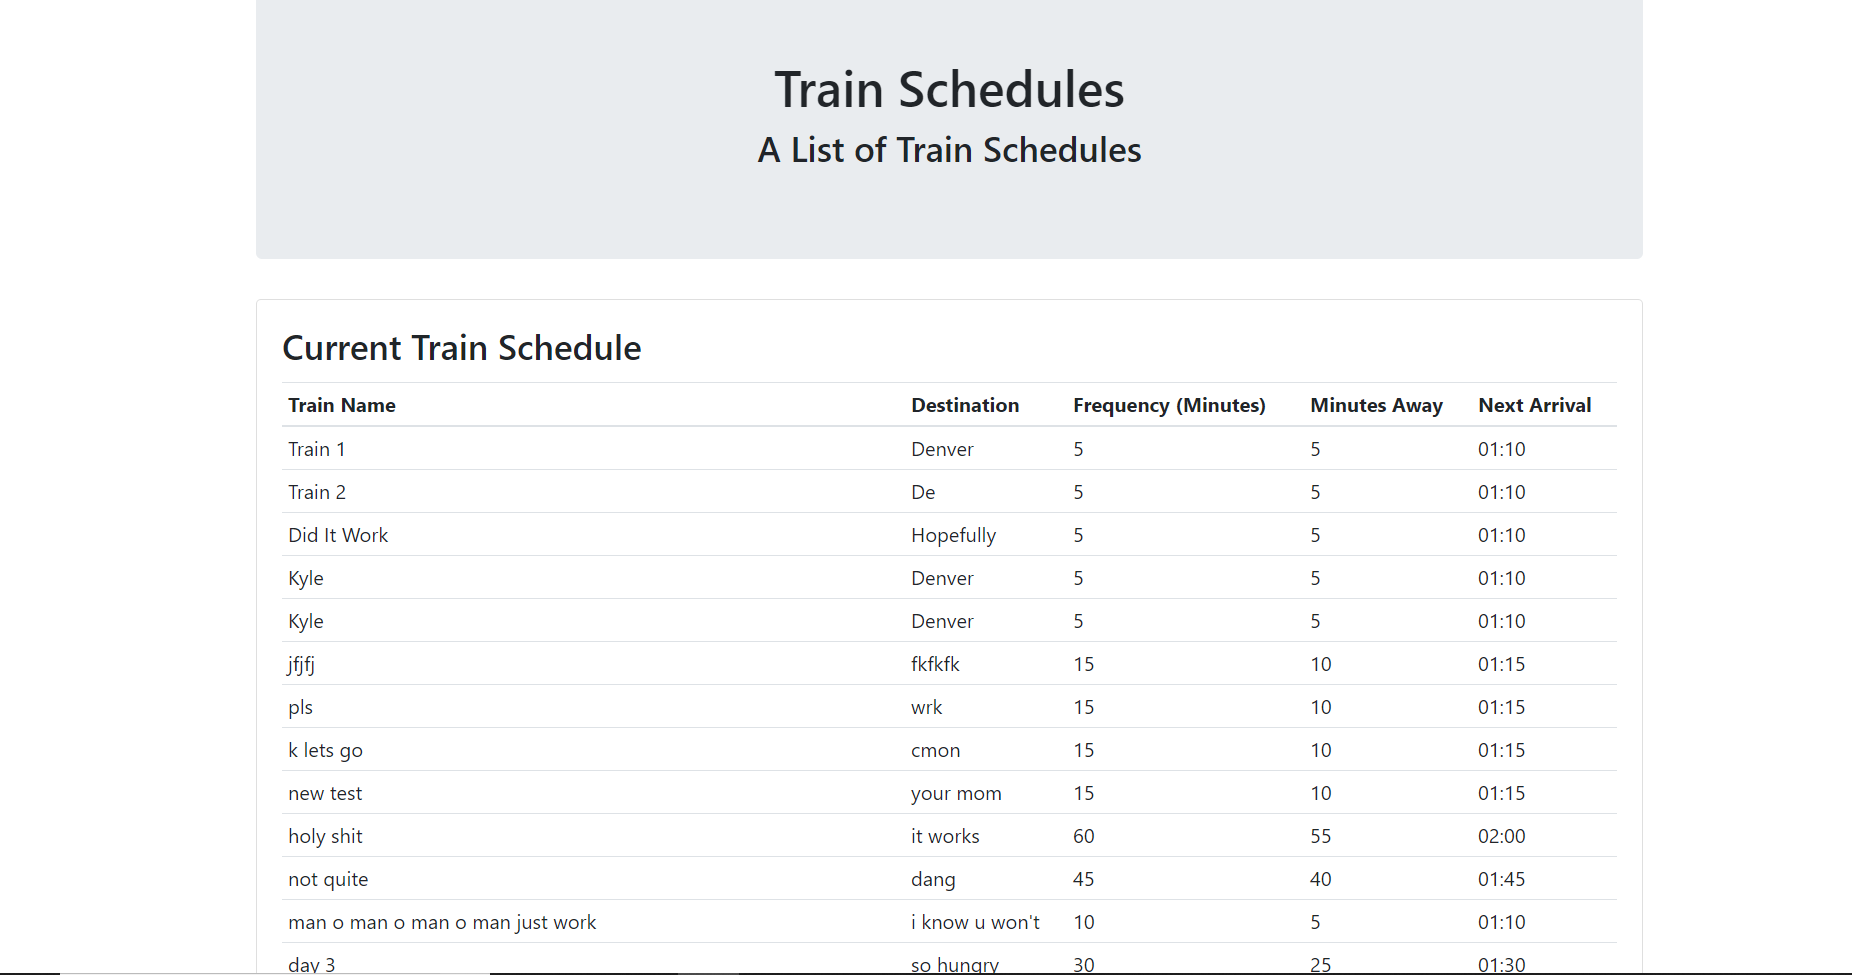 Train Schedules
A List of Train Schedules
Current Train Schedule
Train Name Destination Frequency (Minutes) Minutes Away Next Arrival
Train 1 Denver 5 5 01:10
Train 2 De 5 5 01:10
Did It Work Hopefully 5 5 01:10
Kyle Denver 5 5 01:10
Kyle Denver 5 5 01:10
jfjfj fkfkfk 15 10 01:15
pls wrk 15 10 01:15
k lets go cmon 15 10 01:15
new test your mom 15 10 01:15
holy shit it works 60 55 02:00
not quite dang 45 40 01:45
man o man o man o man just work i know u won't 10 5 01:10
day 3 so hungry 30 25 01:30